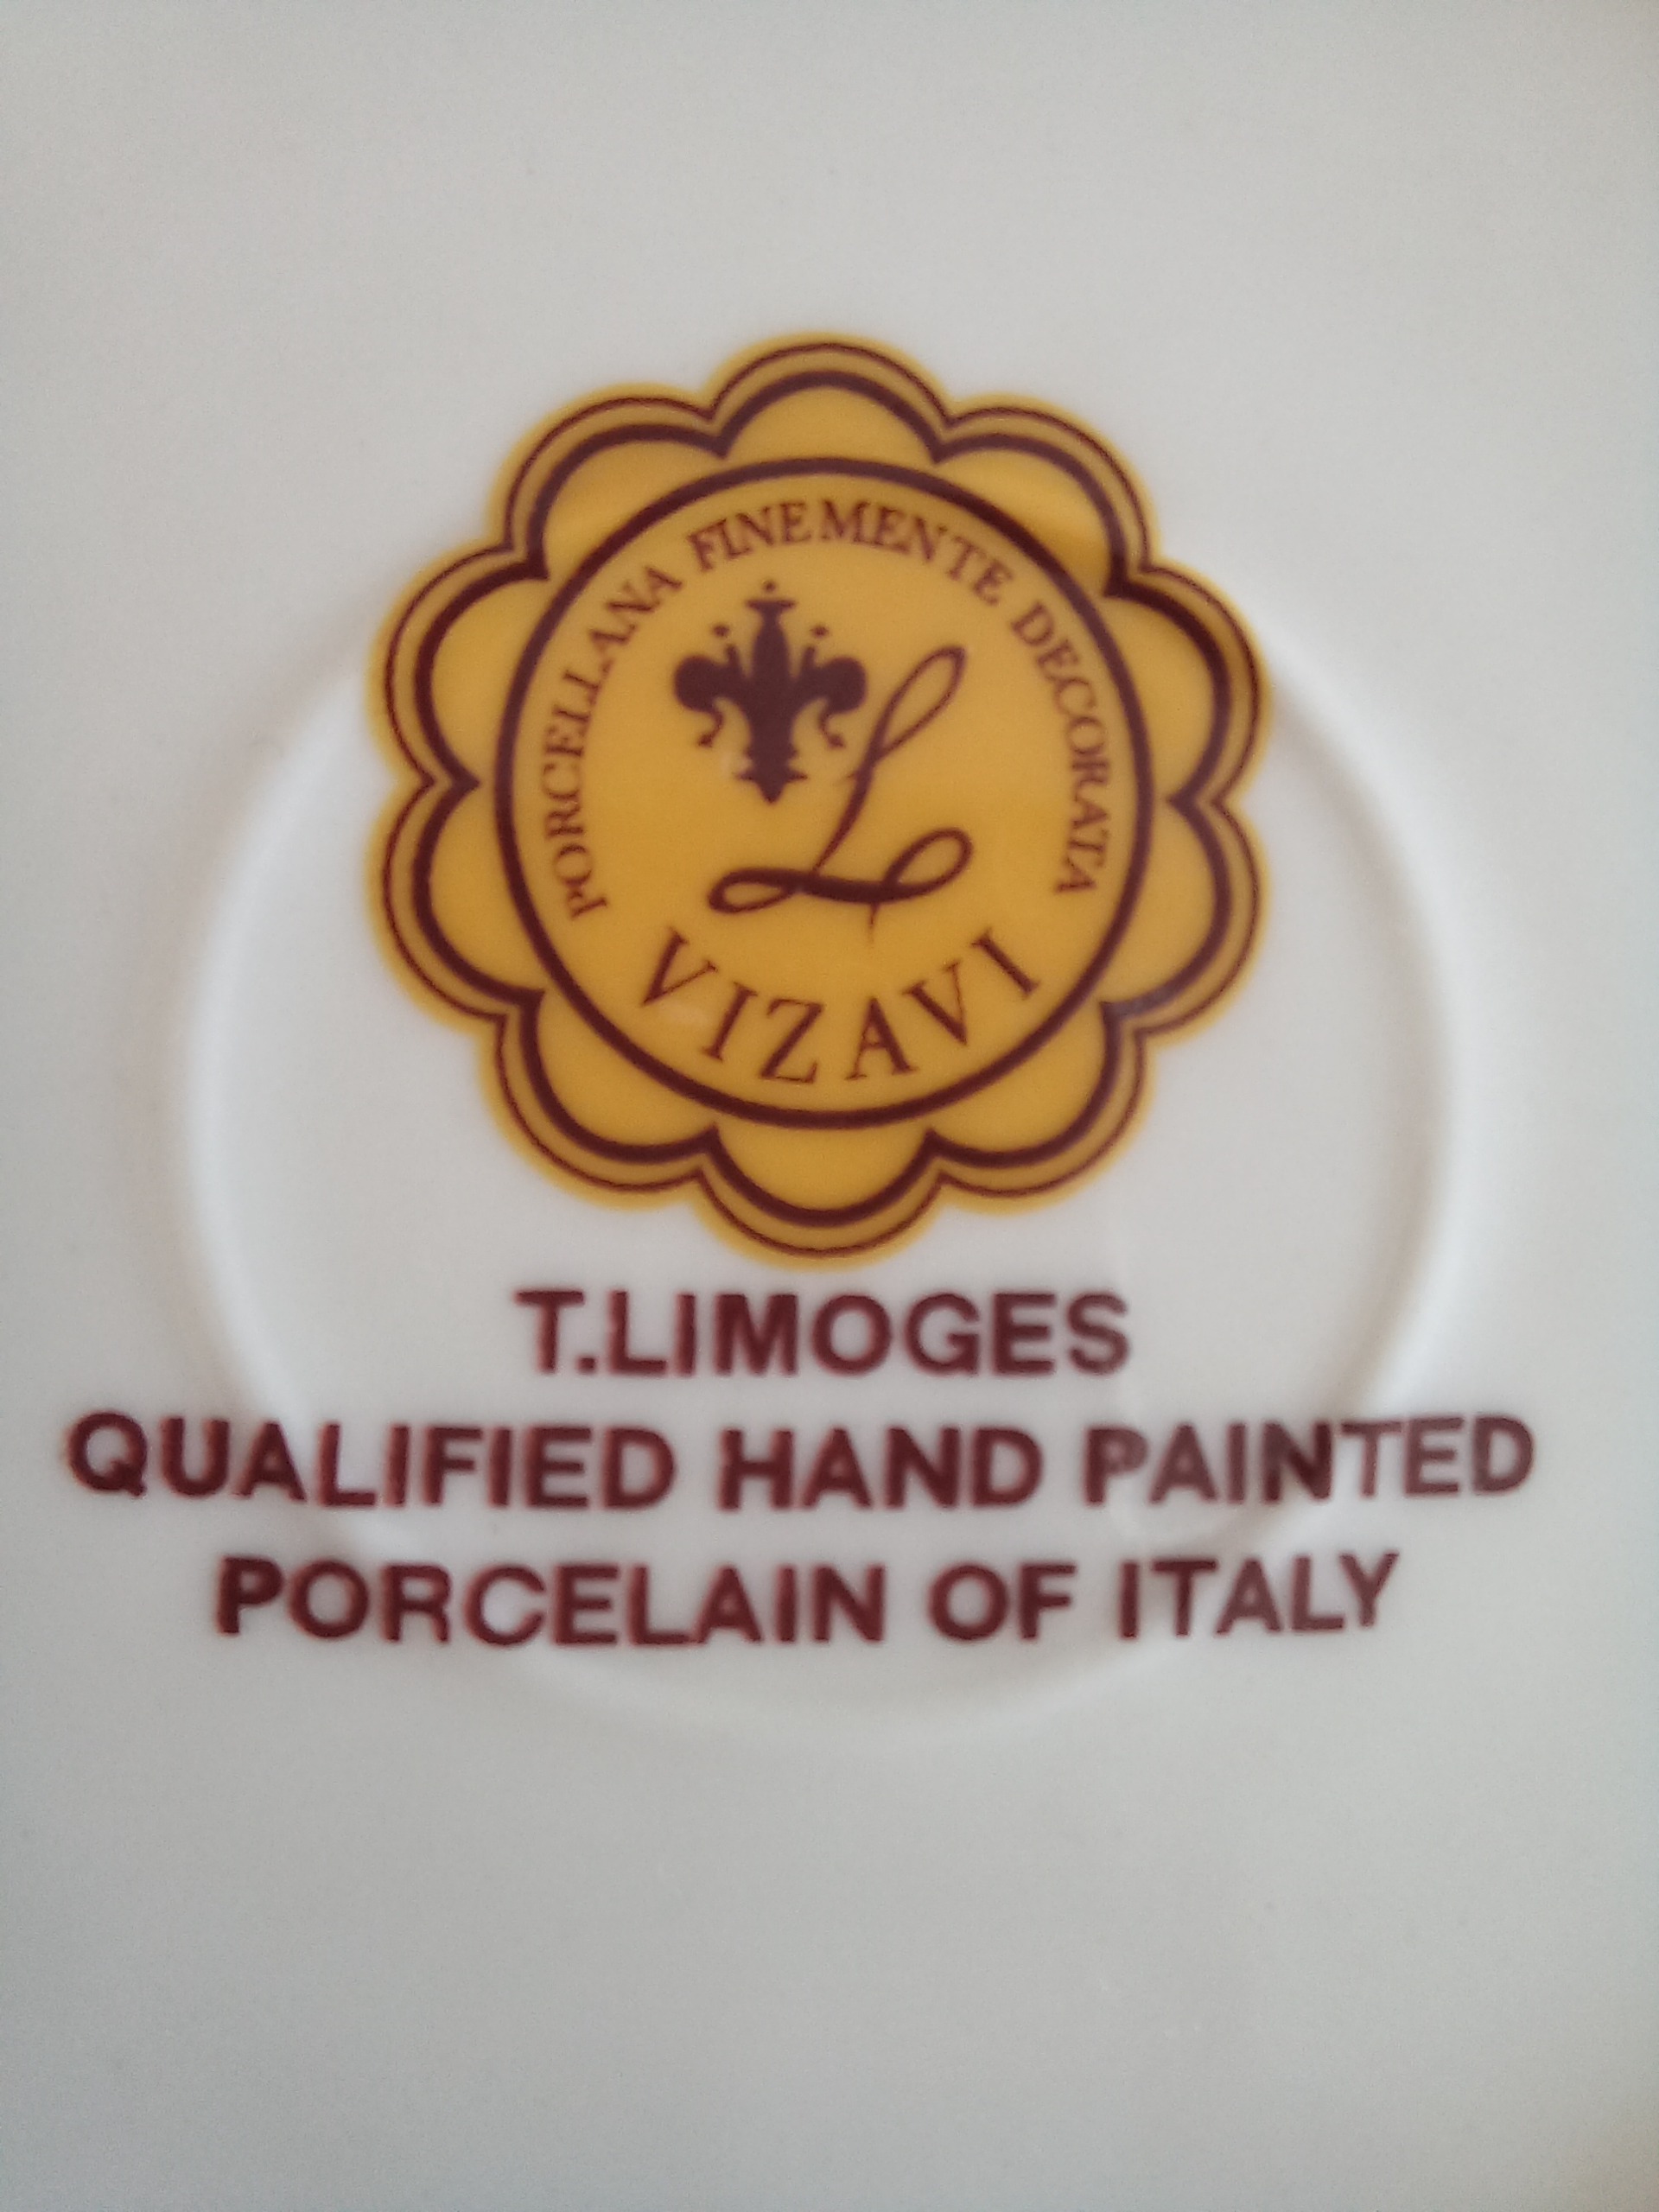 PORCELLANA FINEMENTE DECORATA
L
VIZAVI
T.LIMOGES
QUALIFIED HAND PAINTED
PORCELAIN OF ITALY